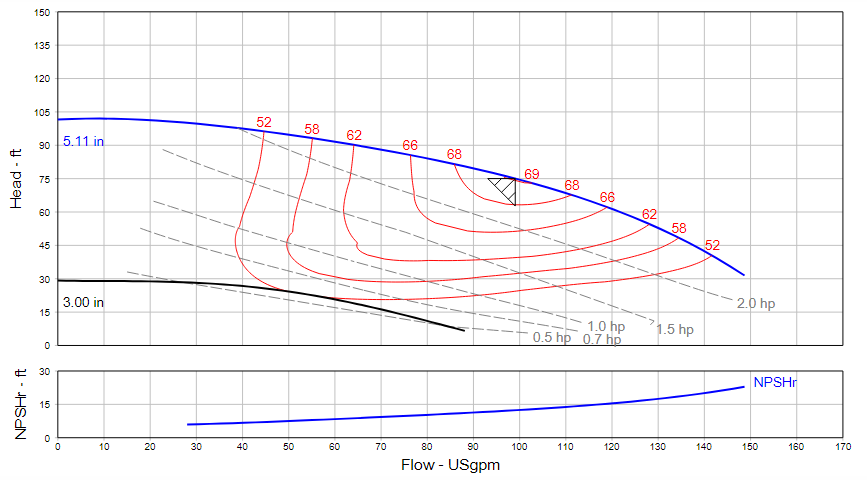 150
135
120
105
90
75
60
45
30
15
0
Head - ft
5.11 in
3.00 in
52
58
62
66
68
69
68
66
62
58
52
2.0 hp
1.5 hp
1.0 hp
0.7 hp
0.5 hp
30
15
0
NPSHr - ft
NPSHr
0 10 20 30 40 50 60 70 80 90 100 110 120 130 140 150 160 170
Flow - USgpm